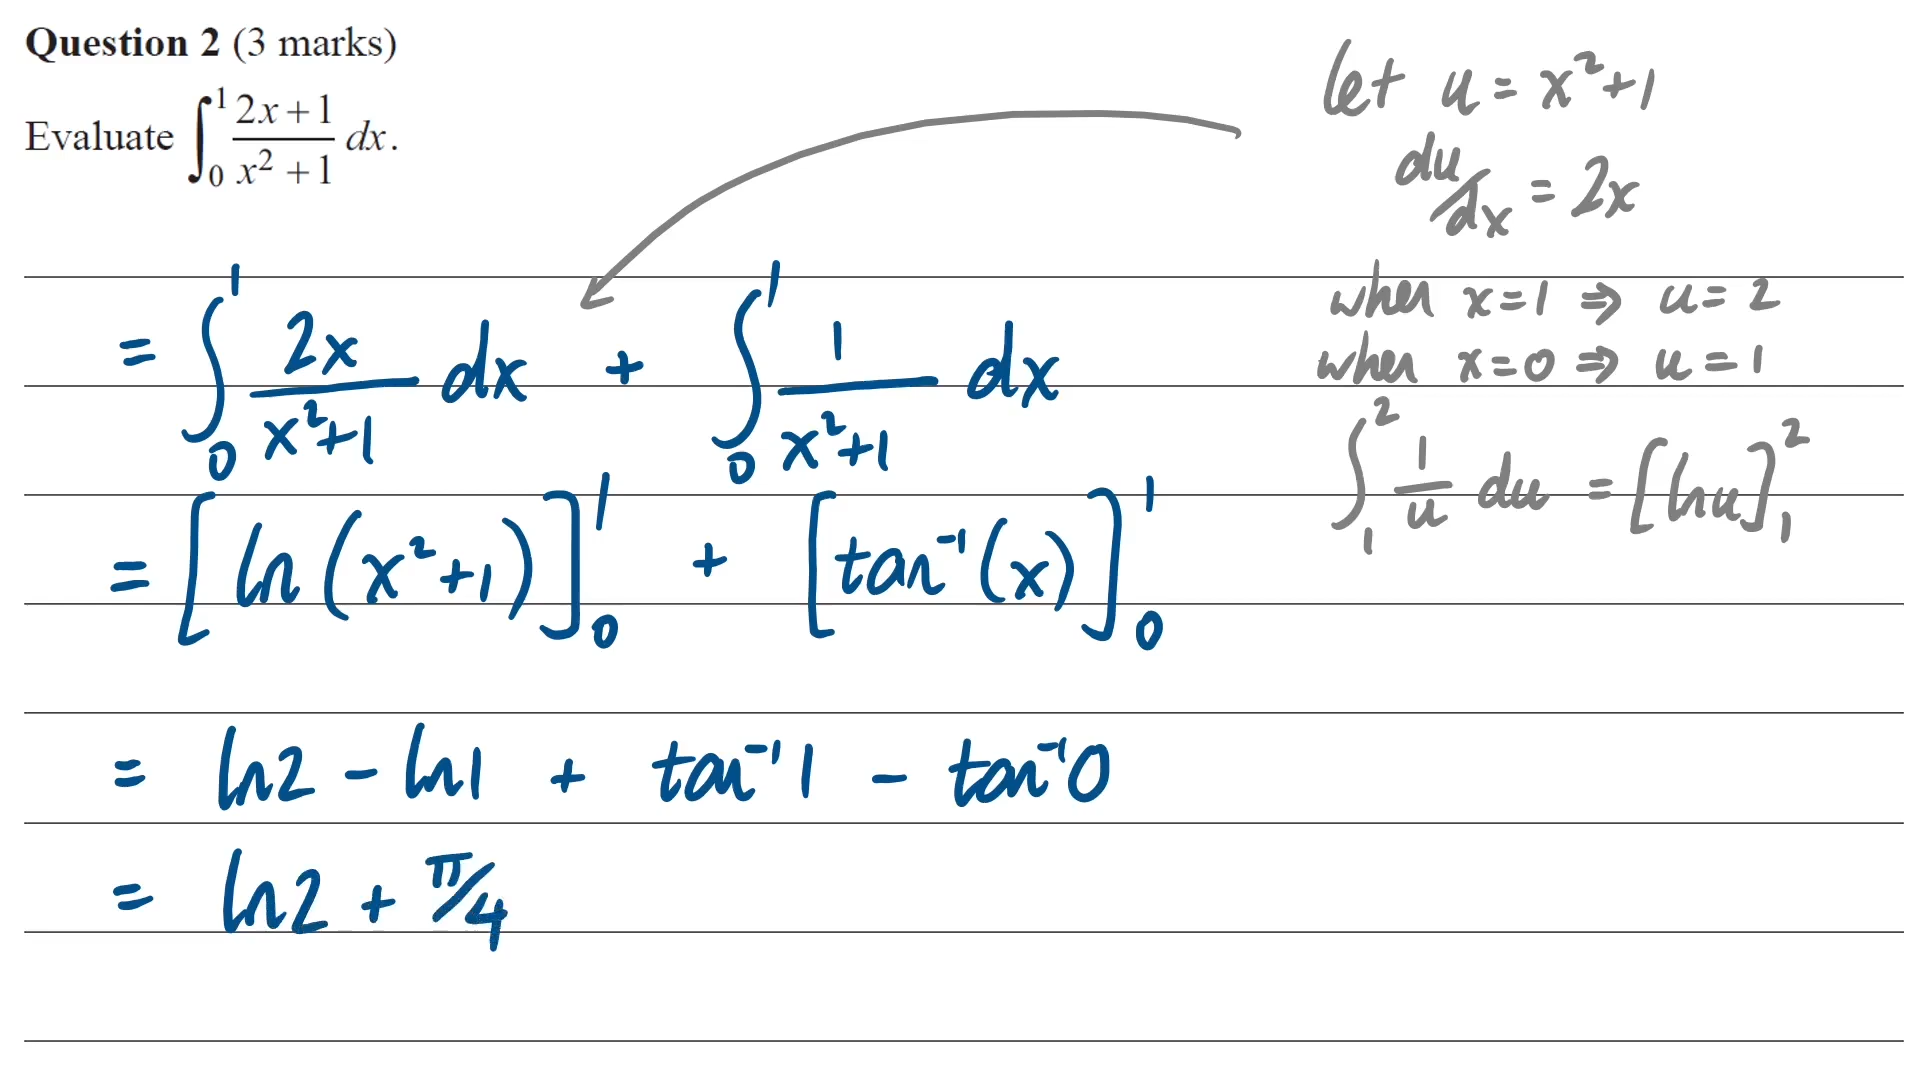 Question 2 (3 marks)
Evaluate ∫₀¹ (2x + 1)/(x² + 1) dx.
let u = x²+1
du/dx = 2x
when x=1 ⇒ u=2
when x=0 ⇒ u=1
∫₁² 1/u du = [ln u]₁²
= ∫₀¹ 2x/(x²+1) dx + ∫₀¹ 1/(x²+1) dx
= [ln(x²+1)]₀¹ + [tan⁻¹(x)]₀¹
= ln2 - ln1 + tan⁻¹1 - tan⁻¹0
= ln2 + π/4